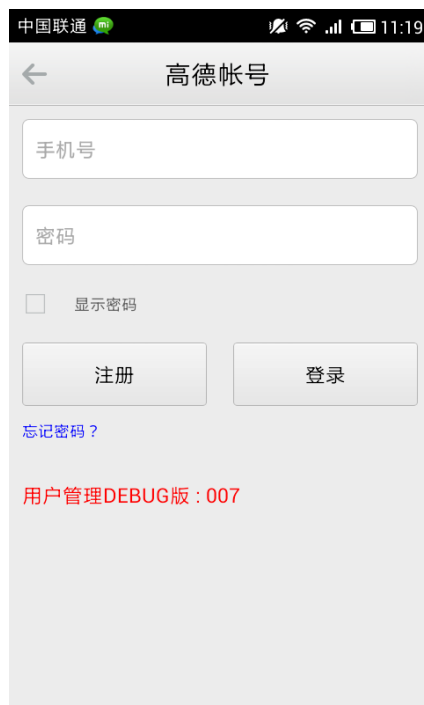 中国联通 11:19
高德帐号
手机号
密码
显示密码
注册 登录
忘记密码？
用户管理DEBUG版 : 007